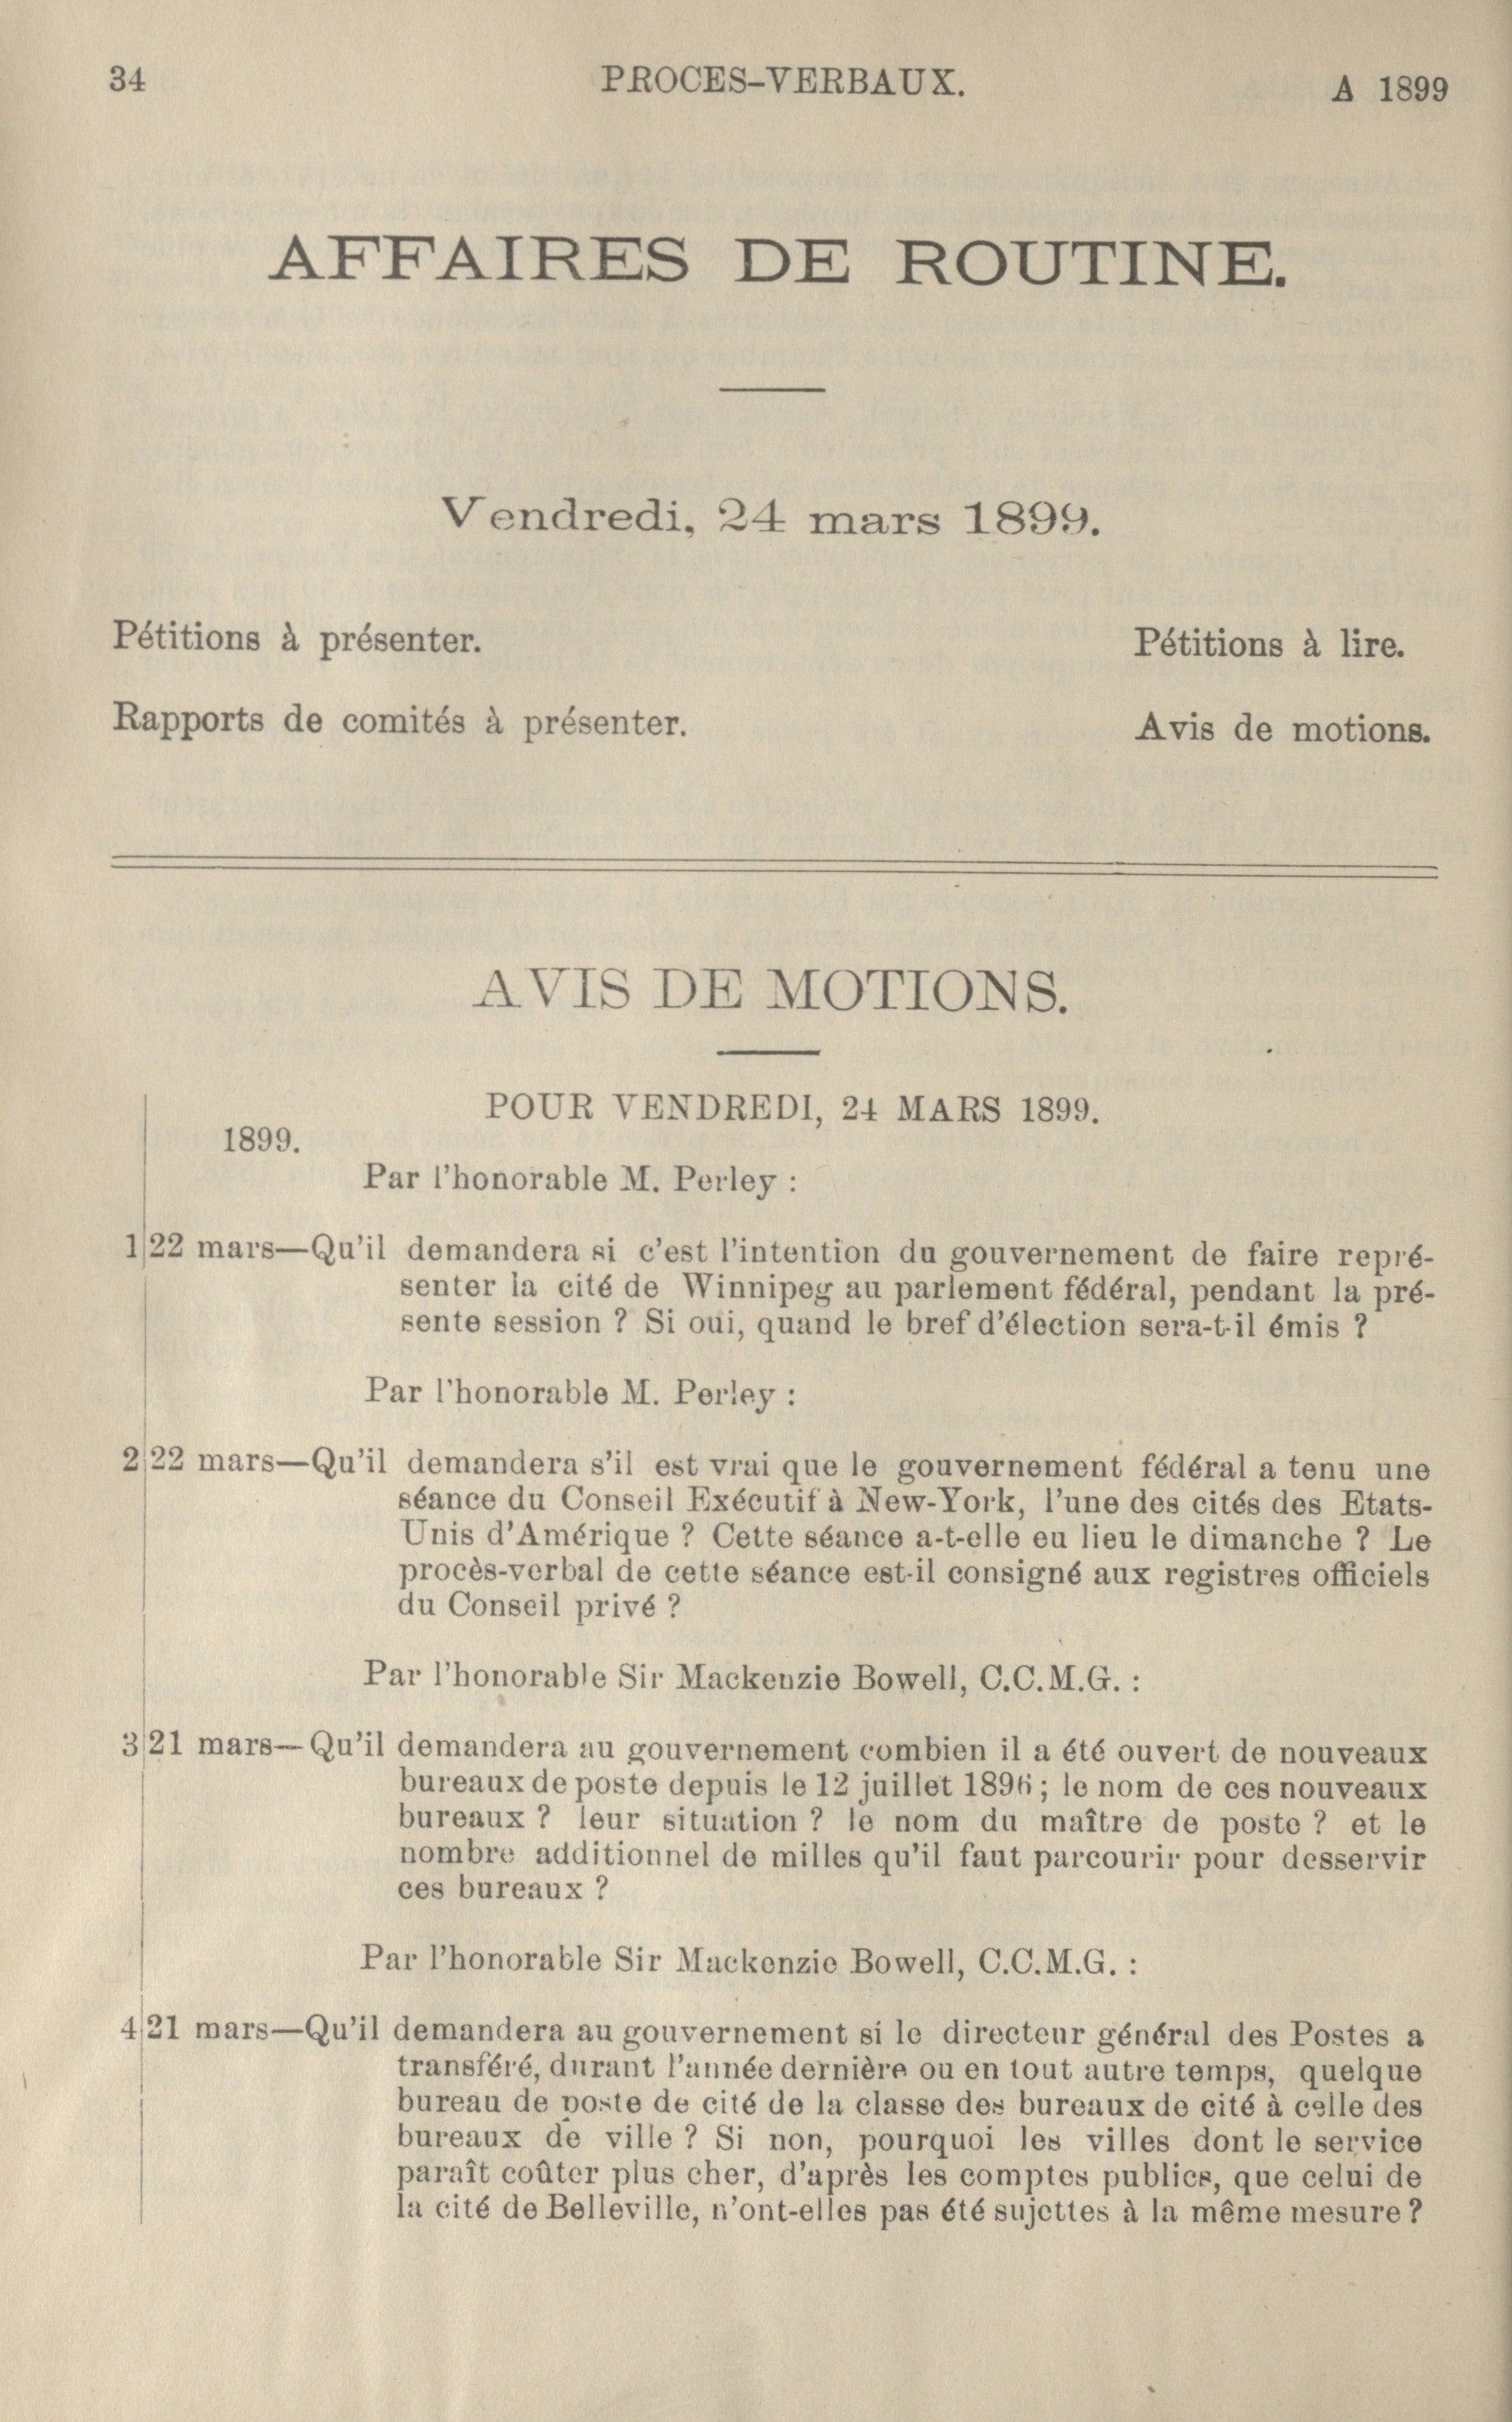 34 PROCES-VERBAUX. A 1899
AFFAIRES DE ROUTINE.
Vendredi, 24 mars 1899.
Pétitions à présenter. Pétitions à lire.
Rapports de comités à présenter. Avis de motions.
AVIS DE MOTIONS.
POUR VENDREDI, 24 MARS 1899.
1899.
Par l'honorable M. Perley :
1 22 mars—Qu'il demandera si c'est l'intention du gouvernement de faire repré-
senter la cité de Winnipeg au parlement fédéral, pendant la pré-
sente session ? Si oui, quand le bref d'élection sera-t-il émis ?
Par l'honorable M. Perley :
2 22 mars—Qu'il demandera s'il est vrai que le gouvernement fédéral a tenu une
séance du Conseil Exécutif à New-York, l'une des cités des Etats-
Unis d'Amérique ? Cette séance a-t-elle eu lieu le dimanche ? Le
procès-verbal de cette séance est-il consigné aux registres officiels
du Conseil privé ?
Par l'honorable Sir Mackenzie Bowell, C.C.M.G. :
3 21 mars—Qu'il demandera au gouvernement combien il a été ouvert de nouveaux
bureaux de poste depuis le 12 juillet 1896 ; le nom de ces nouveaux
bureaux ? leur situation ? le nom du maître de poste ? et le
nombre additionnel de milles qu'il faut parcourir pour desservir
ces bureaux ?
Par l'honorable Sir Mackenzie Bowell, C.C.M.G. :
4 21 mars—Qu'il demandera au gouvernement si le directeur général des Postes a
transféré, durant l'année dernière ou en tout autre temps, quelque
bureau de poste de cité de la classe des bureaux de cité à celle des
bureaux de ville ? Si non, pourquoi les villes dont le service
paraît coûter plus cher, d'après les comptes publics, que celui de
la cité de Belleville, n'ont-elles pas été sujettes à la même mesure ?